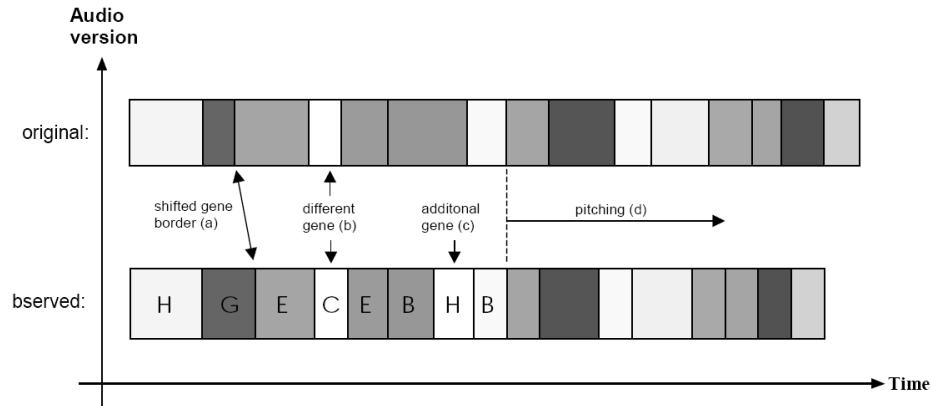 Audio
version
original:
shifted gene
border (a)
different
gene (b)
additonal
gene (c)
pitching (d)
bserved:
H G E C E B H B
Time